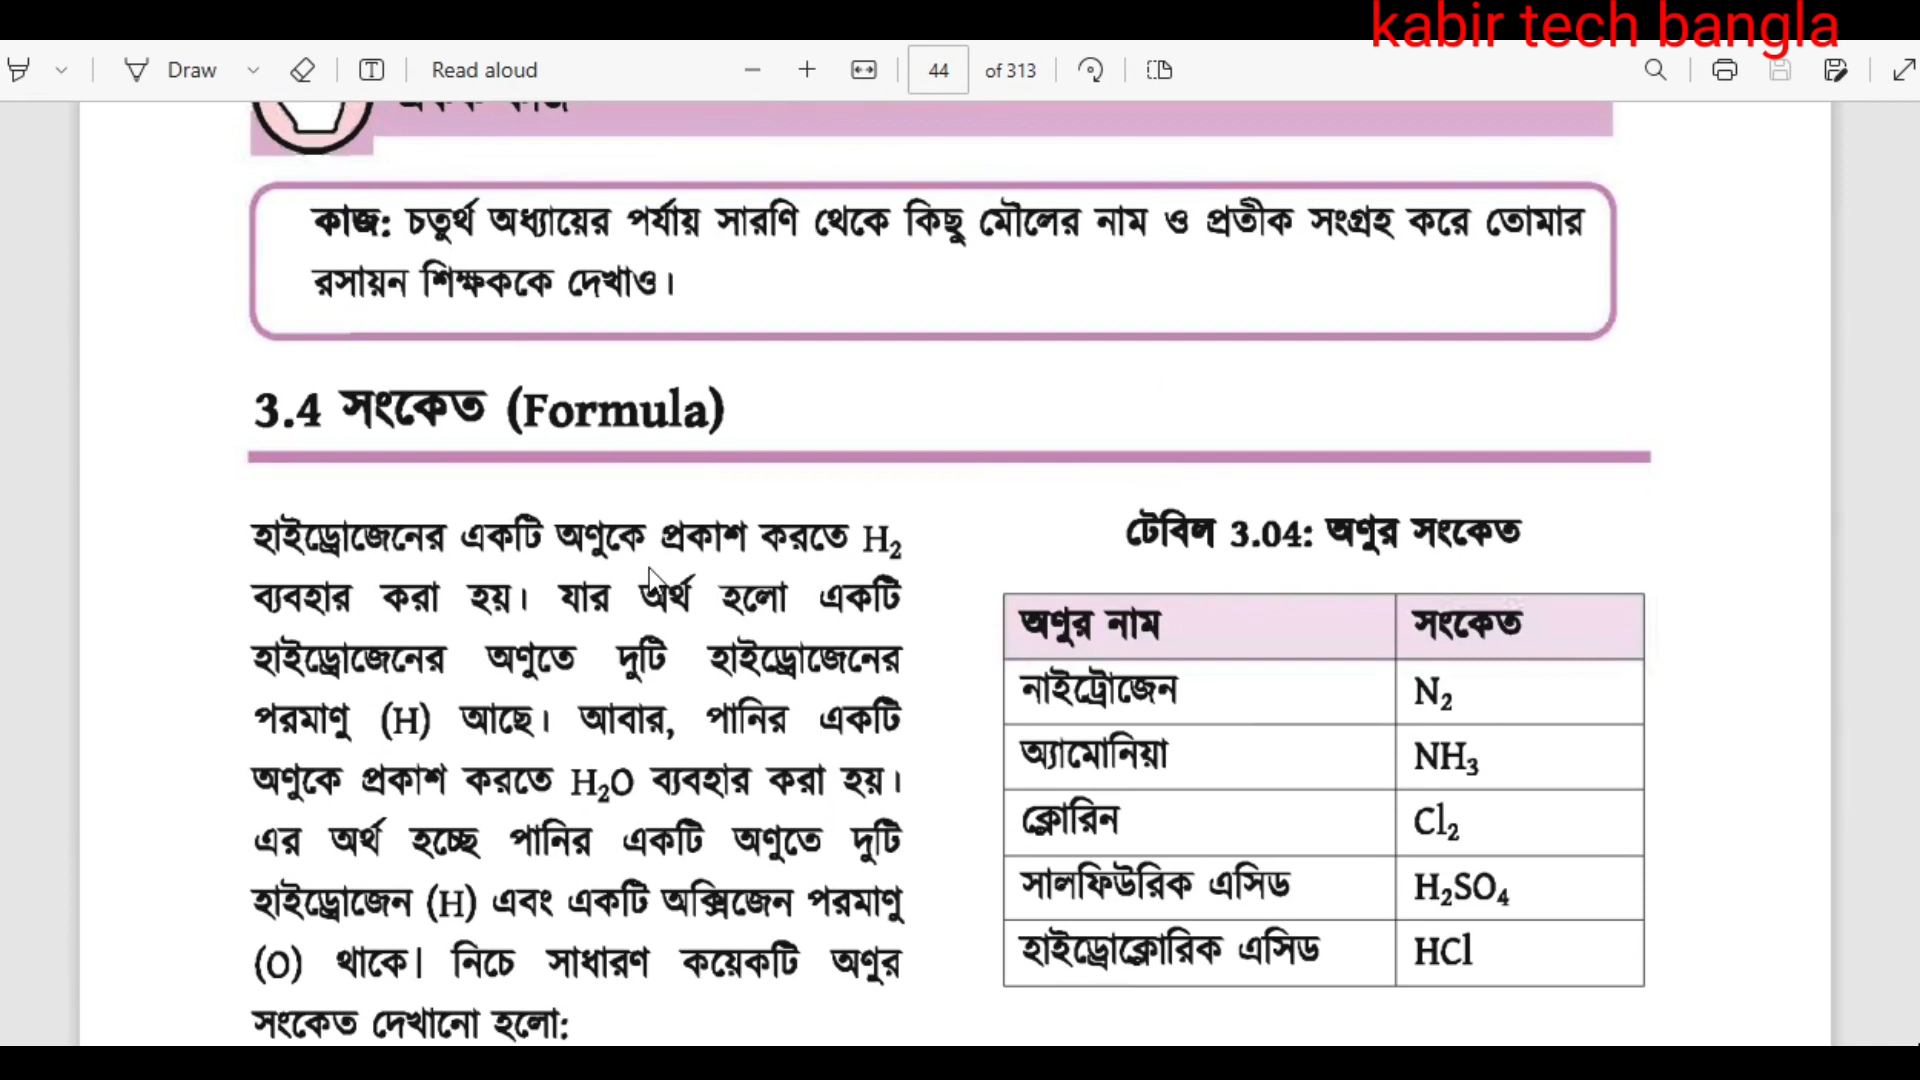 kabir tech bangla
Draw
Read aloud
44 of 313
কাজ: চতুর্থ অধ্যায়ের পর্যায় সারণি থেকে কিছু মৌলের নাম ও প্রতীক সংগ্রহ করে তোমার
রসায়ন শিক্ষককে দেখাও।
3.4 সংকেত (Formula)
হাইড্রোজেনের একটি অণুকে প্রকাশ করতে H₂
ব্যবহার করা হয়। যার অর্থ হলো একটি
হাইড্রোজেনের অণুতে দুটি হাইড্রোজেনের
পরমাণু (H) আছে। আবার, পানির একটি
অণুকে প্রকাশ করতে H₂O ব্যবহার করা হয়।
এর অর্থ হচ্ছে পানির একটি অণুতে দুটি
হাইড্রোজেন (H) এবং একটি অক্সিজেন পরমাণু
(O) থাকে। নিচে সাধারণ কয়েকটি অণুর
সংকেত দেখানো হলো:
টেবিল 3.04: অণুর সংকেত
অণুর নাম সংকেত
নাইট্রোজেন N₂
অ্যামোনিয়া NH₃
ক্লোরিন Cl₂
সালফিউরিক এসিড H₂SO₄
হাইড্রোক্লোরিক এসিড HCl